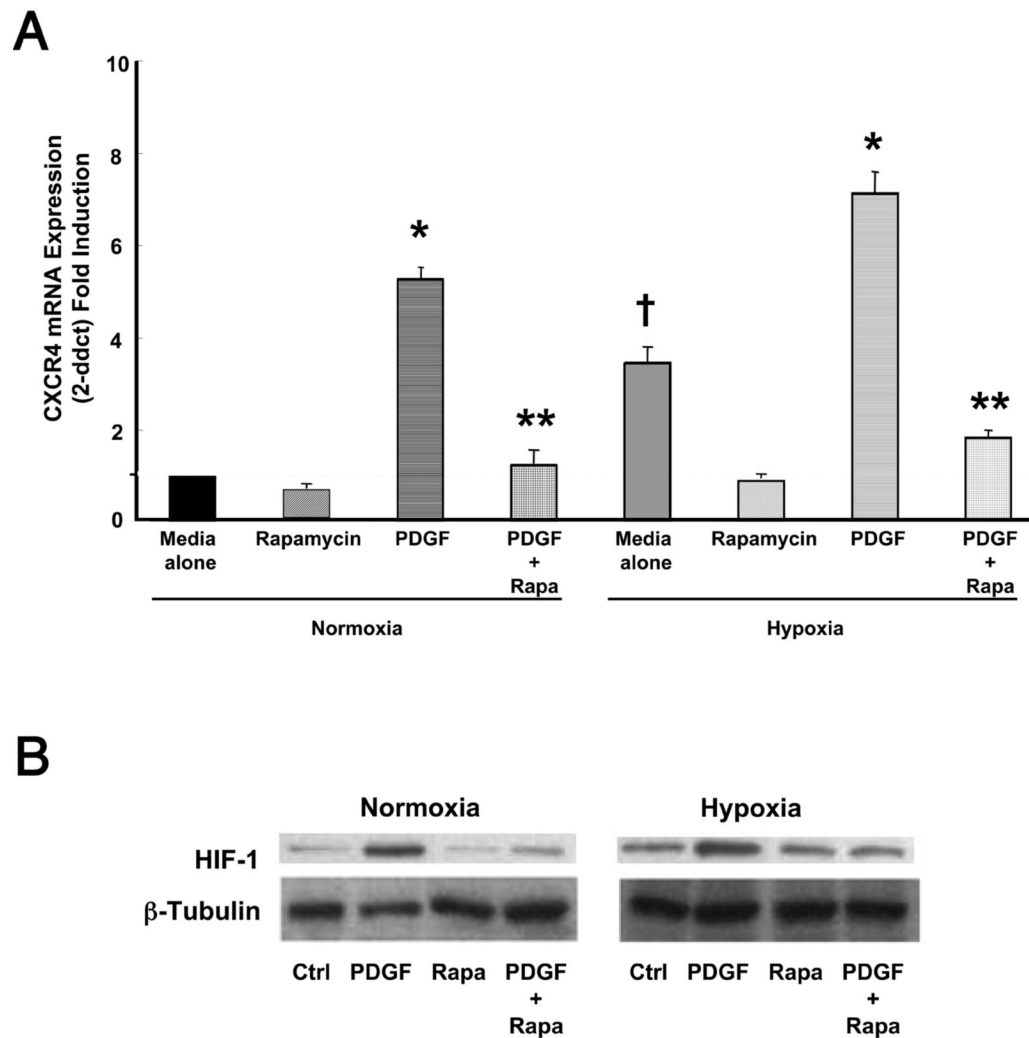 A
CXCR4 mRNA Expression
(2-ddct) Fold Induction
10
8
6
4
2
0
*
**
†
*
**
Media
alone
Rapamycin
PDGF
PDGF
+
Rapa
Media
alone
Rapamycin
PDGF
PDGF
+
Rapa
Normoxia
Hypoxia
B
Normoxia
Hypoxia
HIF-1
β-Tubulin
Ctrl
PDGF
Rapa
PDGF
+
Rapa
Ctrl
PDGF
Rapa
PDGF
+
Rapa